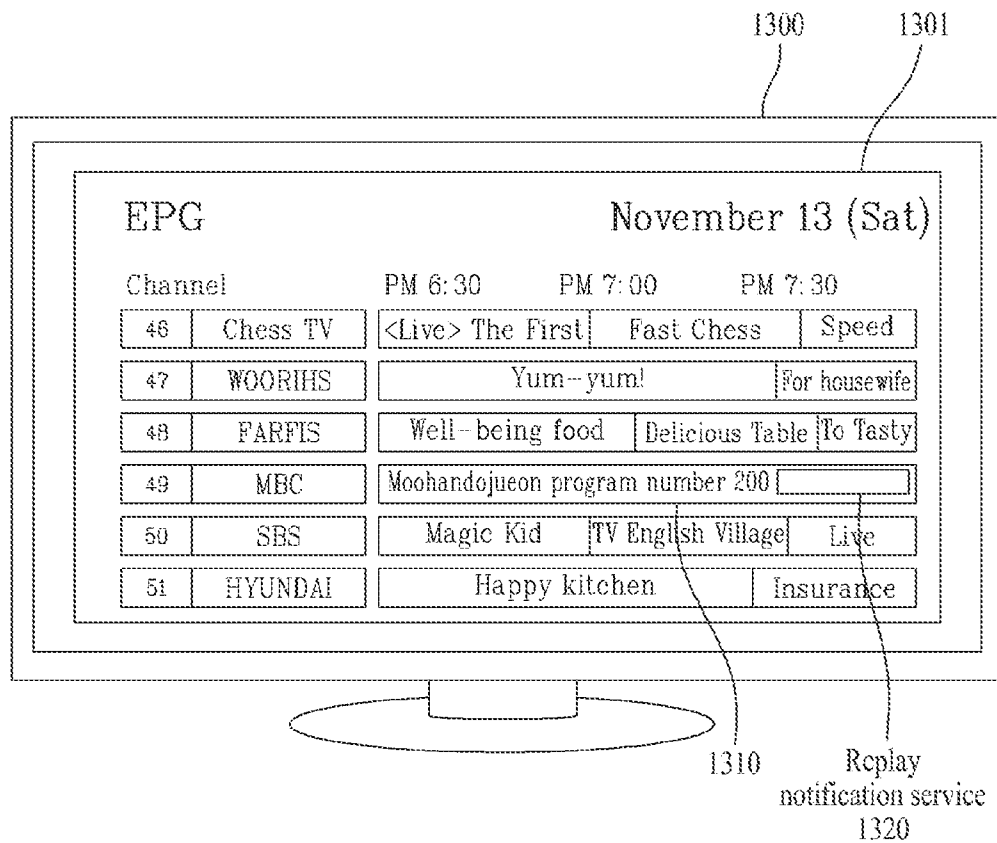 1300 1301
EPG November 13 (Sat)
Channel PM 6:30 PM 7:00 PM 7:30
46 Chess TV <Live> The First Fast Chess Speed
47 WOORIHS Yum-yum! For housewife
48 FARFIS Well-being food Delicious Table To Tasty
49 MBC Moohandojueon program number 200
50 SBS Magic Kid TV English Village Live
51 HYUNDAI Happy kitchen Insurance
1310 Replay
notification service
1320